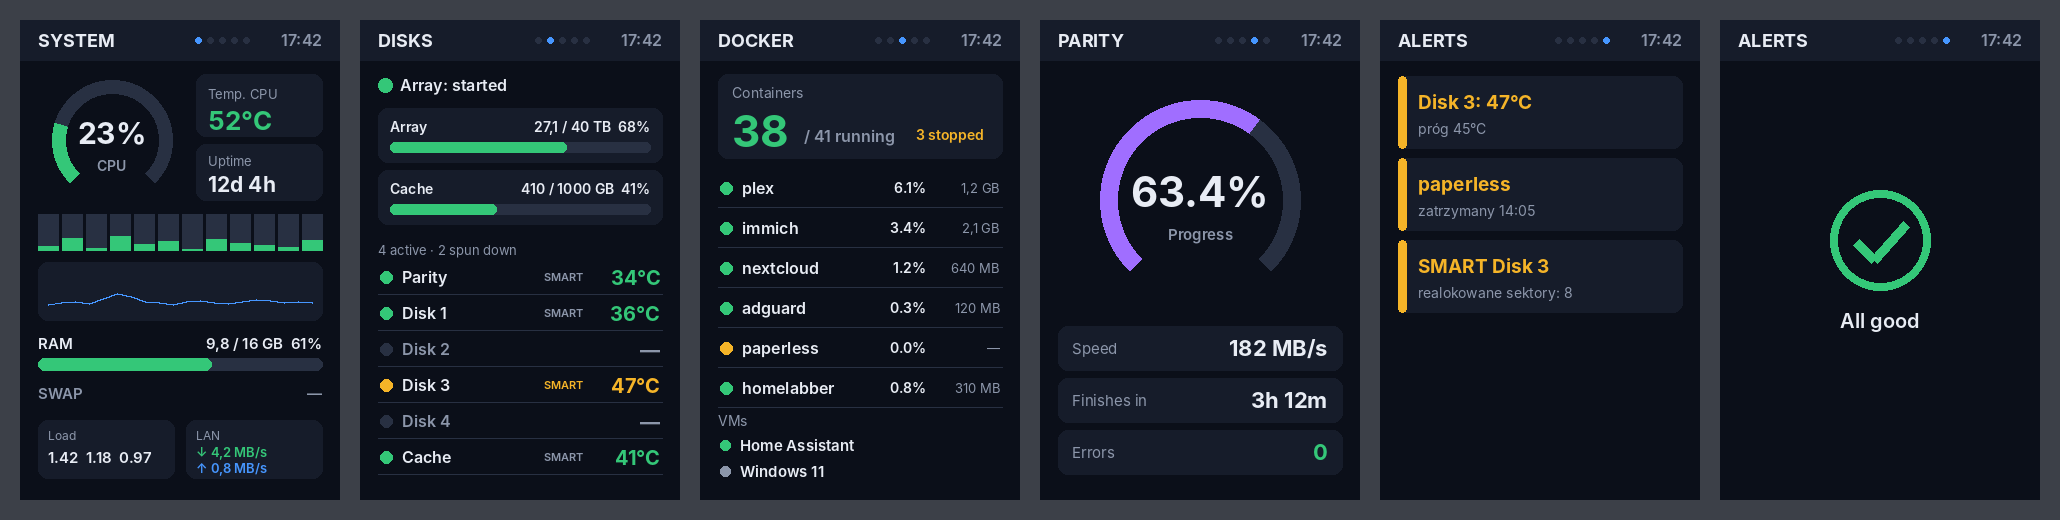 SYSTEM 17:42
23%
CPU
Temp. CPU
52°C
Uptime
12d 4h
RAM 9,8 / 16 GB 61%
SWAP —
Load
1.42 1.18 0.97
LAN
↓ 4,2 MB/s
↑ 0,8 MB/s
DISKS 17:42
Array: started
Array 27,1 / 40 TB 68%
Cache 410 / 1000 GB 41%
4 active · 2 spun down
Parity SMART 34°C
Disk 1 SMART 36°C
Disk 2 —
Disk 3 SMART 47°C
Disk 4 —
Cache SMART 41°C
DOCKER 17:42
Containers
38 / 41 running 3 stopped
plex 6.1% 1,2 GB
immich 3.4% 2,1 GB
nextcloud 1.2% 640 MB
adguard 0.3% 120 MB
paperless 0.0% —
homelabber 0.8% 310 MB
VMs
Home Assistant
Windows 11
PARITY 17:42
63.4%
Progress
Speed 182 MB/s
Finishes in 3h 12m
Errors 0
ALERTS 17:42
Disk 3: 47°C
próg 45°C
paperless
zatrzymany 14:05
SMART Disk 3
realokowane sektory: 8
ALERTS 17:42
All good